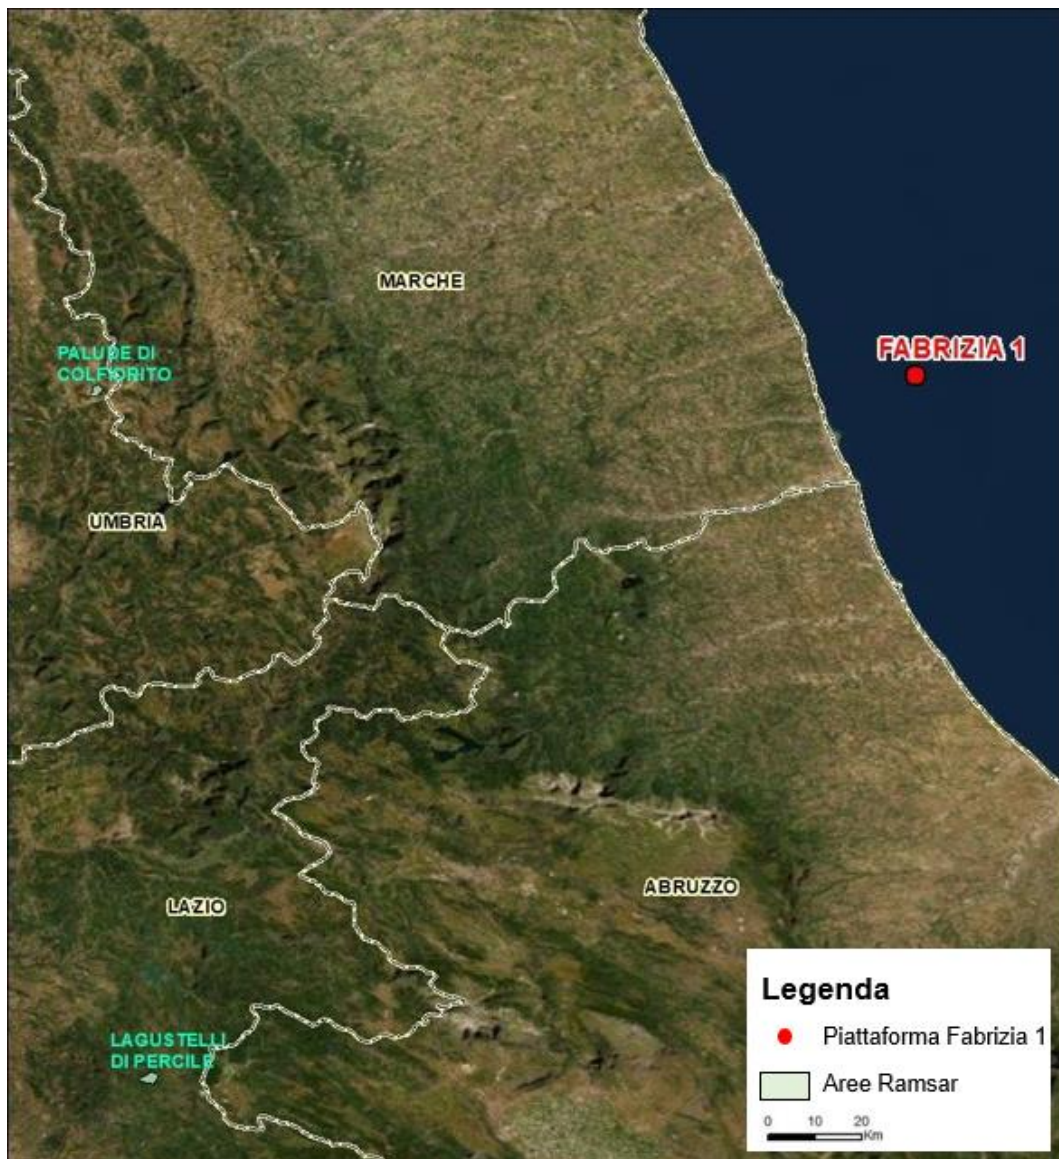 MARCHE
FABRIZIA 1
PALUDE DI
COLFIORITO
UMBRIA
ABRUZZO
LAZIO
LAGUSTELLI
DI PERCILE
Legenda
Piattaforma Fabrizia 1
Aree Ramsar
0 10 20
Km